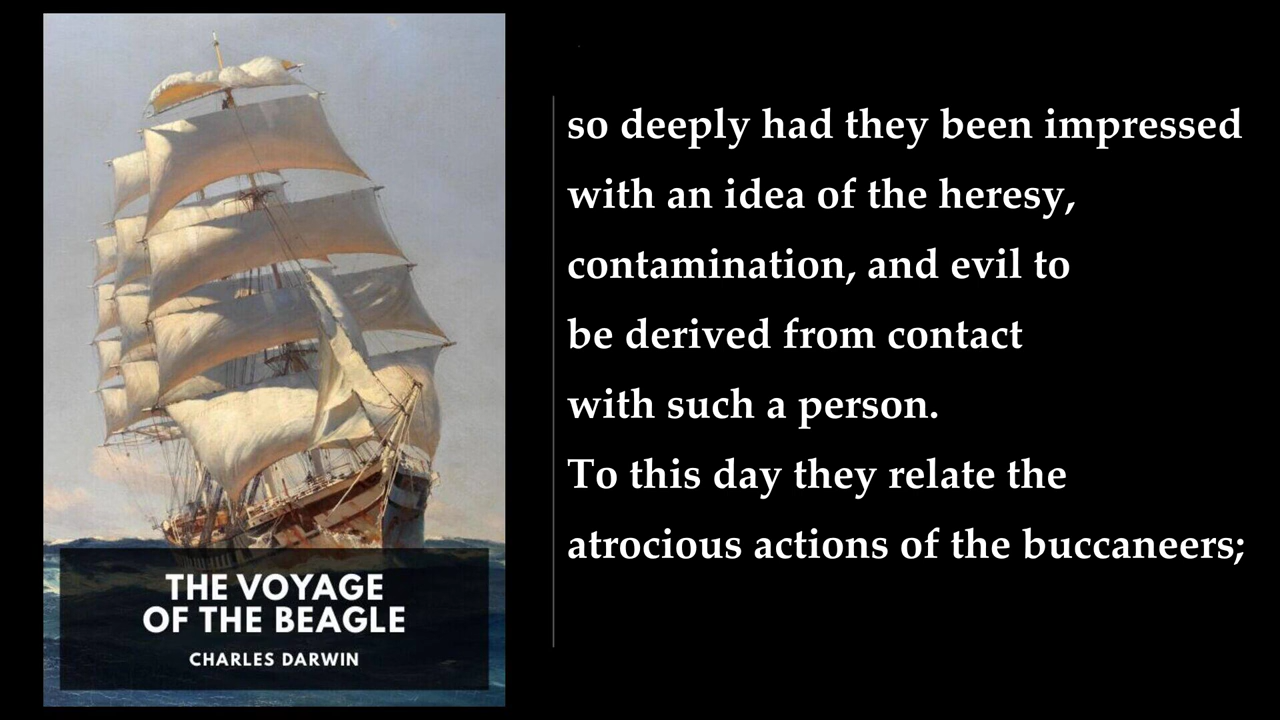 THE VOYAGE
OF THE BEAGLE
CHARLES DARWIN
so deeply had they been impressed
with an idea of the heresy,
contamination, and evil to
be derived from contact
with such a person.
To this day they relate the
atrocious actions of the buccaneers;